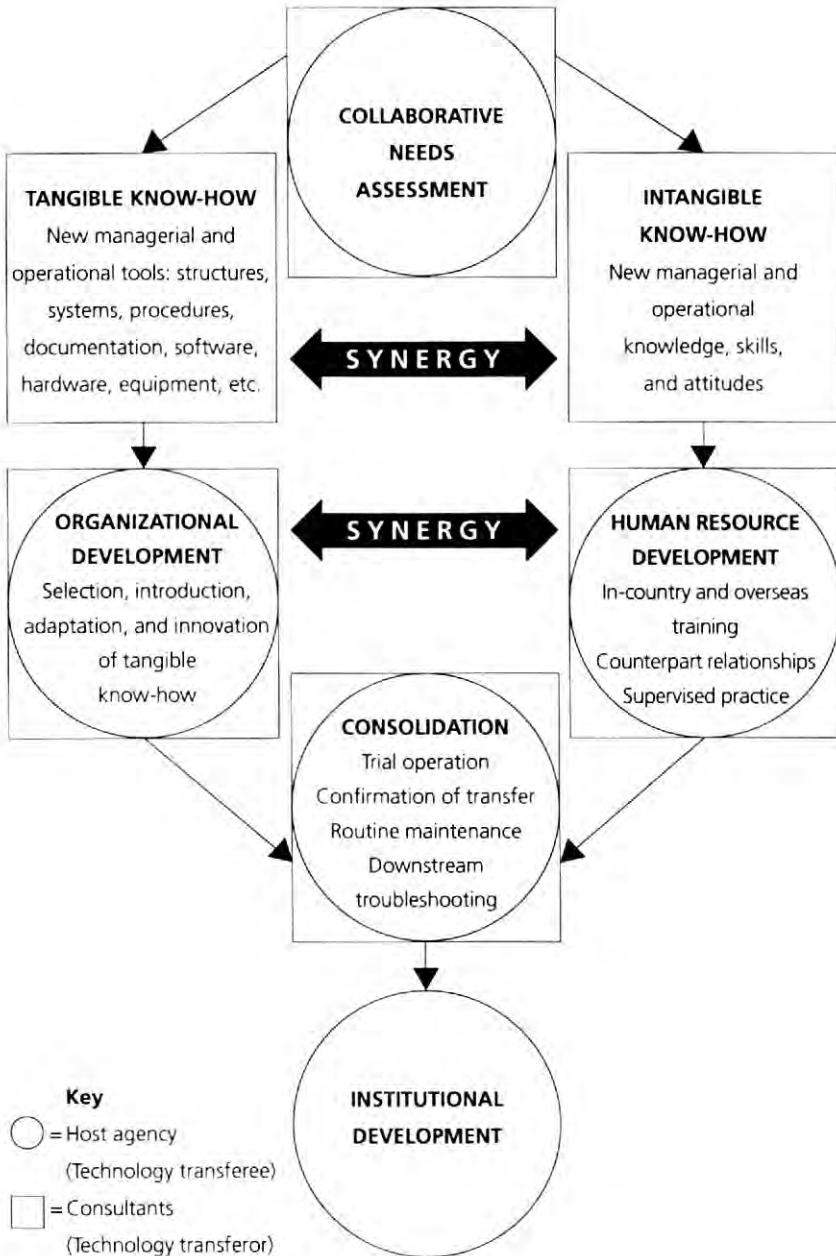 COLLABORATIVE
NEEDS
ASSESSMENT
TANGIBLE KNOW-HOW
New managerial and
operational tools: structures,
systems, procedures,
documentation, software,
hardware, equipment, etc.
SYNERGY
INTANGIBLE
KNOW-HOW
New managerial and
operational
knowledge, skills,
and attitudes
ORGANIZATIONAL
DEVELOPMENT
Selection, introduction,
adaptation, and innovation
of tangible
know-how
SYNERGY
HUMAN RESOURCE
DEVELOPMENT
In-country and overseas
training
Counterpart relationships
Supervised practice
CONSOLIDATION
Trial operation
Confirmation of transfer
Routine maintenance
Downstream
troubleshooting
INSTITUTIONAL
DEVELOPMENT
Key
= Host agency
(Technology transferee)
= Consultants
(Technology transferor)